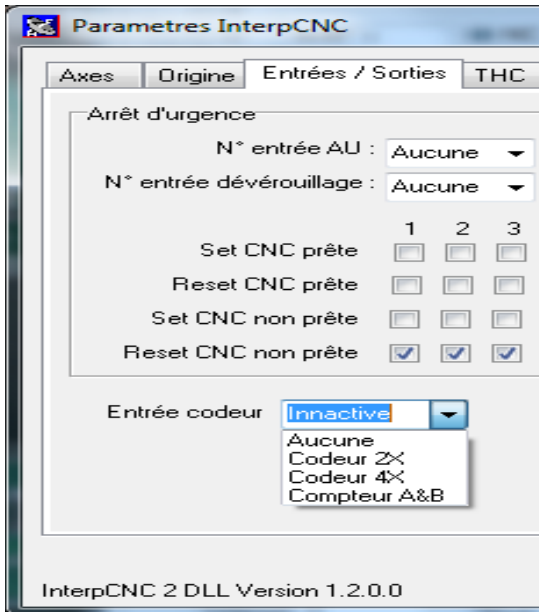 Parametres InterpCNC
Axes Origine Entrées / Sorties THC
Arrêt d'urgence
N° entrée AU : Aucune
N° entrée dévérouillage : Aucune
1 2 3
Set CNC prête
Reset CNC prête
Set CNC non prête
Reset CNC non prête
Entrée codeur Innactive
Aucune
Codeur 2X
Codeur 4X
Compteur A&B
InterpCNC 2 DLL Version 1.2.0.0